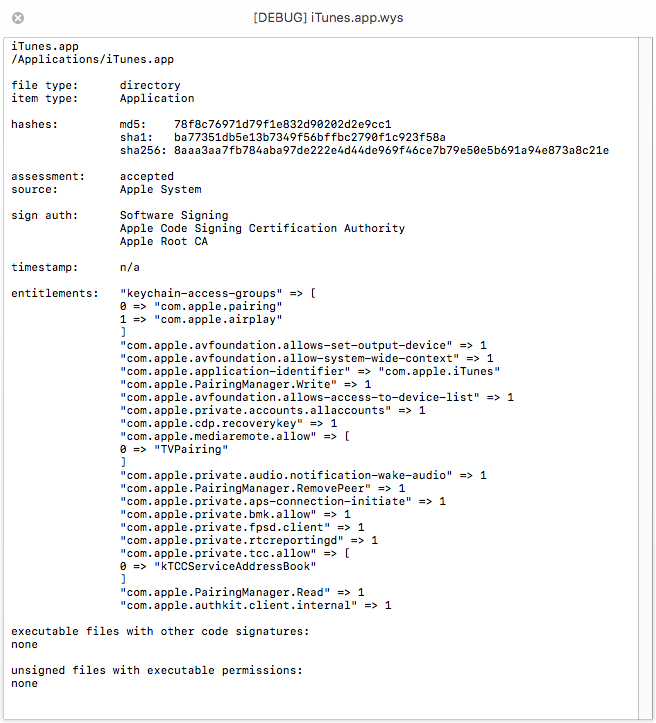 [DEBUG] iTunes.app.wys
iTunes.app
/Applications/iTunes.app
file type: directory
item type: Application
hashes: md5: 78f8c76971d79f1e832d90202d2e9cc1
sha1: ba77351db5e13b7349f56bffbc2790f1c923f58a
sha256: 8aaa3aa7fb784aba97de222e4d44de969f46ce7b79e50e5b691a94e873a8c21e
assessment: accepted
source: Apple System
sign auth: Software Signing
Apple Code Signing Certification Authority
Apple Root CA
timestamp: n/a
entitlements: "keychain-access-groups" => [
0 => "com.apple.pairing"
1 => "com.apple.airplay"
]
"com.apple.avfoundation.allows-set-output-device" => 1
"com.apple.avfoundation.allow-system-wide-context" => 1
"com.apple.application-identifier" => "com.apple.iTunes"
"com.apple.PairingManager.Write" => 1
"com.apple.avfoundation.allows-access-to-device-list" => 1
"com.apple.private.accounts.allaccounts" => 1
"com.apple.cdp.recoverykey" => 1
"com.apple.mediaremote.allow" => [
0 => "TVPairing"
]
"com.apple.private.audio.notification-wake-audio" => 1
"com.apple.PairingManager.RemovePeer" => 1
"com.apple.private.aps-connection-initiate" => 1
"com.apple.private.bmk.allow" => 1
"com.apple.private.fpsd.client" => 1
"com.apple.private.rtcreportingd" => 1
"com.apple.private.tcc.allow" => [
0 => "kTCCServiceAddressBook"
]
"com.apple.PairingManager.Read" => 1
"com.apple.authkit.client.internal" => 1
executable files with other code signatures:
none
unsigned files with executable permissions:
none